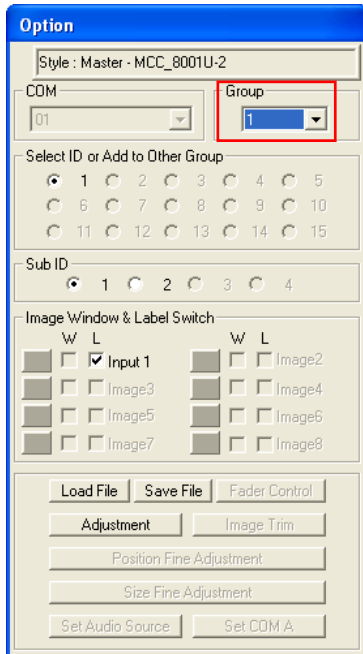 Option
Style : Master - MCC_8001U-2
COM Group
01 1
Select ID or Add to Other Group
1 2 3 4 5
6 7 8 9 10
11 12 13 14 15
Sub ID
1 2 3 4
Image Window & Label Switch
W L W L
Input 1 Image2
Image3 Image4
Image5 Image6
Image7 Image8
Load File Save File Fader Control
Adjustment Image Trim
Position Fine Adjustment
Size Fine Adjustment
Set Audio Source Set COM A